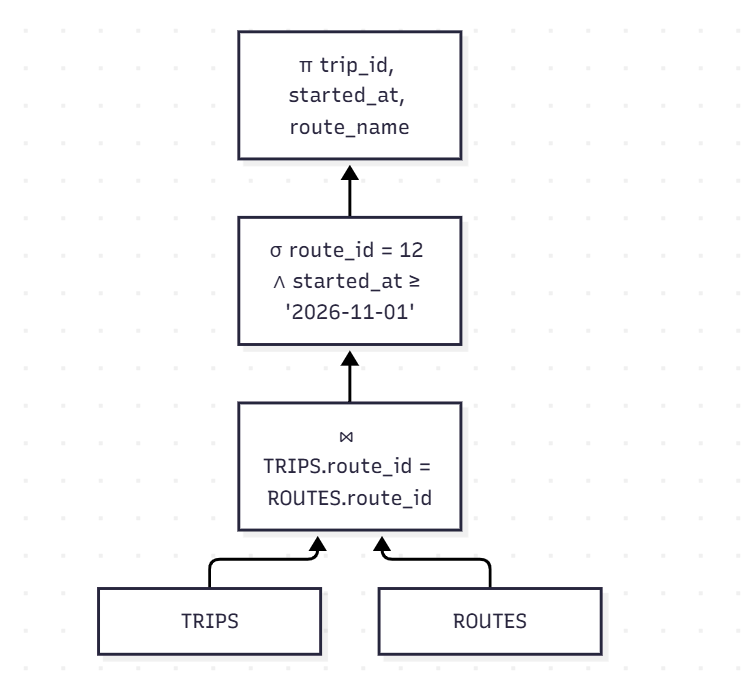 π trip_id,
started_at,
route_name
σ route_id = 12
∧ started_at ≥
'2026-11-01'
⋈
TRIPS.route_id =
ROUTES.route_id
TRIPS
ROUTES